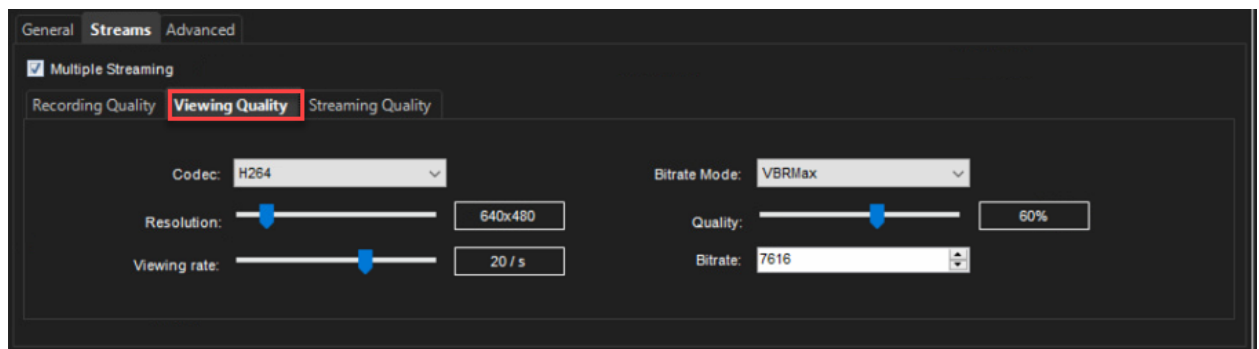 General Streams Advanced
Multiple Streaming
Recording Quality Viewing Quality Streaming Quality
Codec: H264 Bitrate Mode: VBRMax
Resolution: 640x480 Quality: 60%
Viewing rate: 20 / s Bitrate: 7616